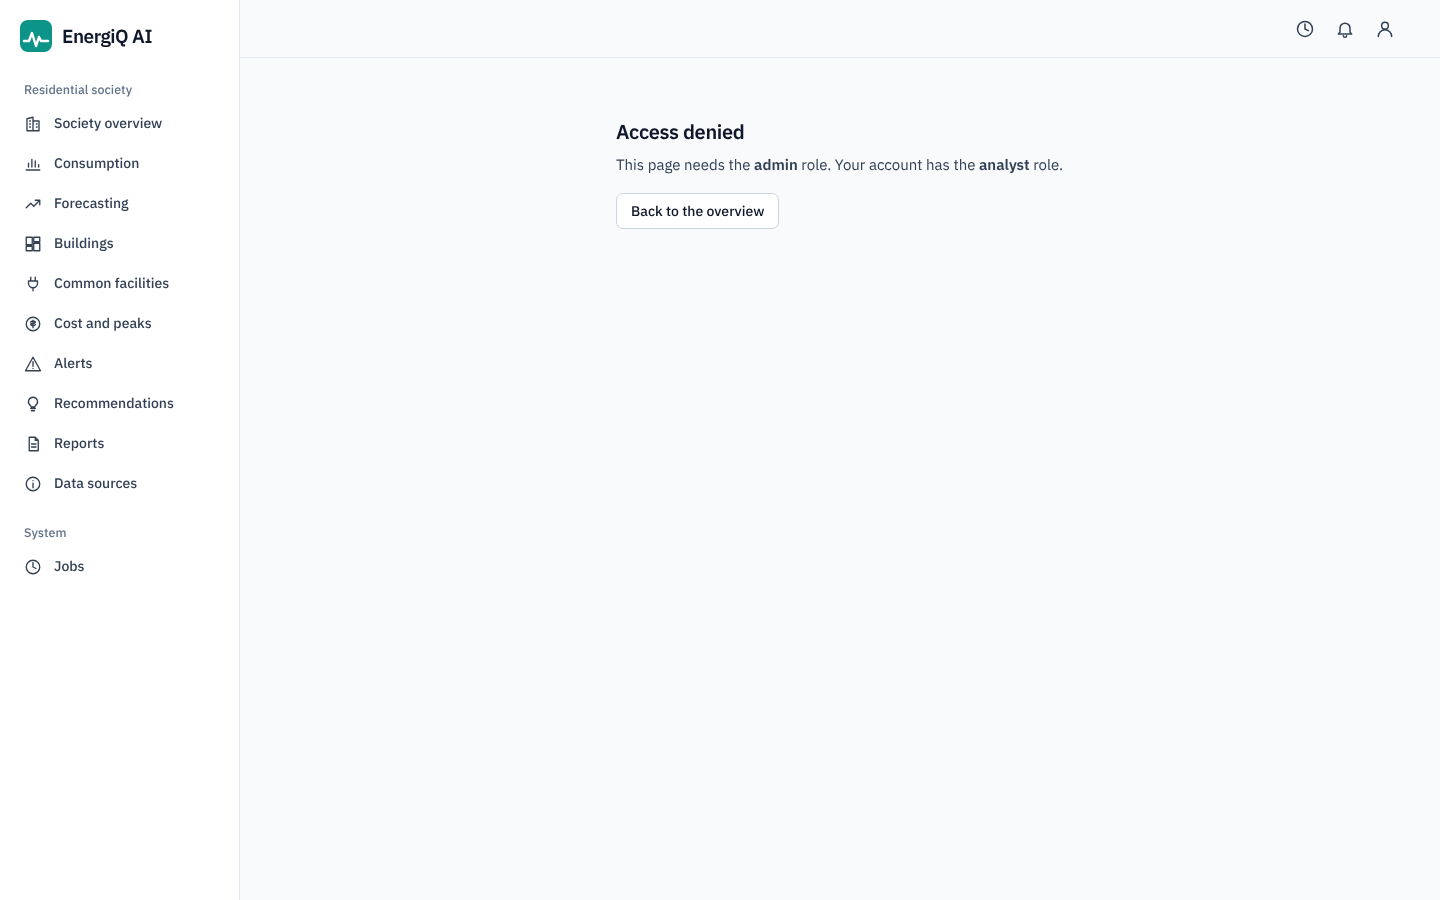 EnergiQ AI
Residential society
Society overview
Consumption
Forecasting
Buildings
Common facilities
Cost and peaks
Alerts
Recommendations
Reports
Data sources
System
Jobs
Access denied
This page needs the admin role. Your account has the analyst role.
Back to the overview